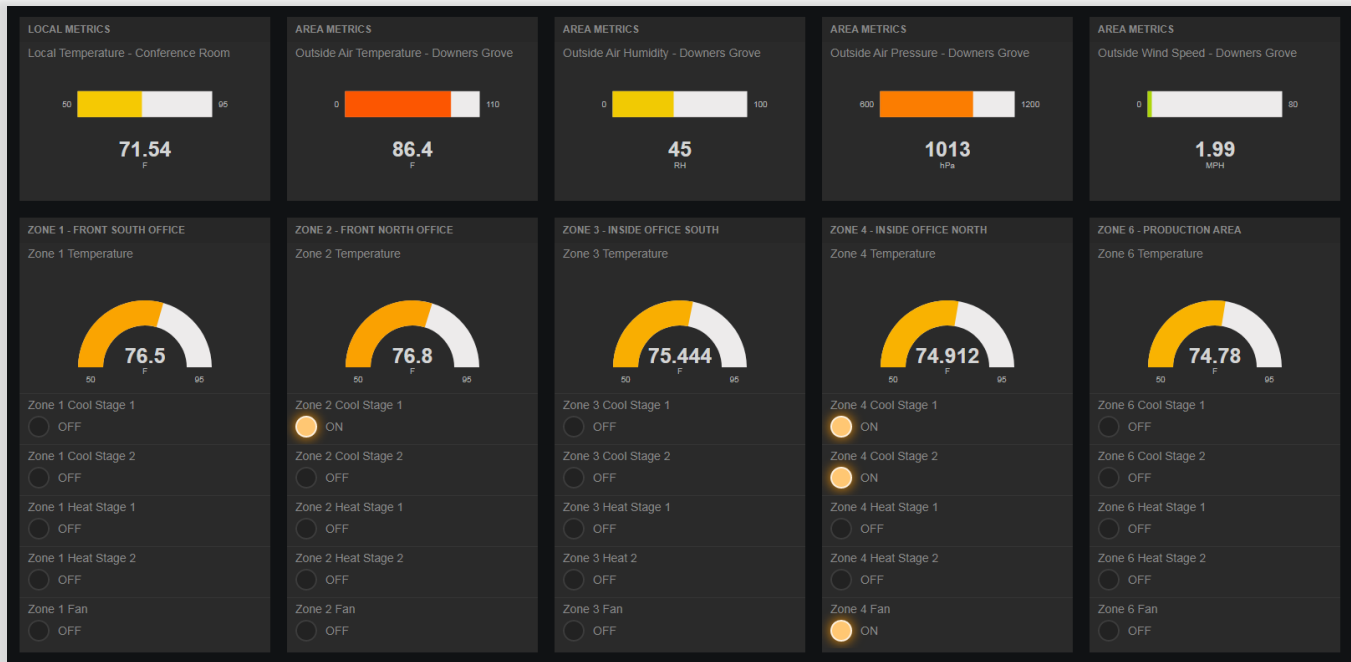 LOCAL METRICS
Local Temperature - Conference Room
50
95
71.54
F
AREA METRICS
Outside Air Temperature - Downers Grove
0
110
86.4
F
AREA METRICS
Outside Air Humidity - Downers Grove
0
100
45
RH
AREA METRICS
Outside Air Pressure - Downers Grove
600
1200
1013
hPa
AREA METRICS
Outside Wind Speed - Downers Grove
0
80
1.99
MPH
ZONE 1 - FRONT SOUTH OFFICE
Zone 1 Temperature
76.5
F
50
95
Zone 1 Cool Stage 1
OFF
Zone 1 Cool Stage 2
OFF
Zone 1 Heat Stage 1
OFF
Zone 1 Heat Stage 2
OFF
Zone 1 Fan
OFF
ZONE 2 - FRONT NORTH OFFICE
Zone 2 Temperature
76.8
F
50
95
Zone 2 Cool Stage 1
ON
Zone 2 Cool Stage 2
OFF
Zone 2 Heat Stage 1
OFF
Zone 2 Heat Stage 2
OFF
Zone 2 Fan
OFF
ZONE 3 - INSIDE OFFICE SOUTH
Zone 3 Temperature
75.444
F
50
95
Zone 3 Cool Stage 1
OFF
Zone 3 Cool Stage 2
OFF
Zone 3 Heat Stage 1
OFF
Zone 3 Heat 2
OFF
Zone 3 Fan
OFF
ZONE 4 - INSIDE OFFICE NORTH
Zone 4 Temperature
74.912
F
50
95
Zone 4 Cool Stage 1
ON
Zone 4 Cool Stage 2
ON
Zone 4 Heat Stage 1
OFF
Zone 4 Heat Stage 2
OFF
Zone 4 Fan
ON
ZONE 6 - PRODUCTION AREA
Zone 6 Temperature
74.78
F
50
95
Zone 6 Cool Stage 1
OFF
Zone 6 Cool Stage 2
OFF
Zone 6 Heat Stage 1
OFF
Zone 6 Heat Stage 2
OFF
Zone 6 Fan
OFF